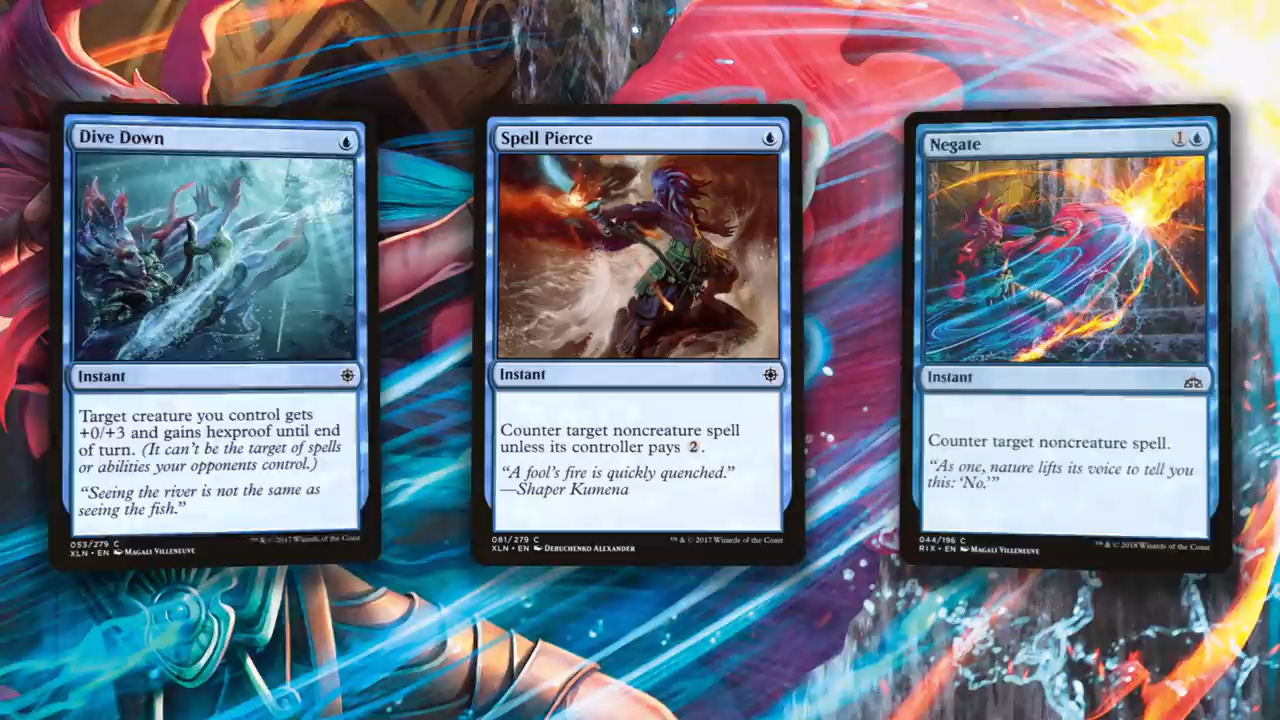 Dive Down
Instant
Target creature you control gets
+0/+3 and gains hexproof until end
of turn. (It can't be the target of spells
or abilities your opponents control.)
"Seeing the river is not the same as
seeing the fish."
053/279 C
XLN • EN Magali Villeneuve
™ & © 2017 Wizards of the Coast
Spell Pierce
Instant
Counter target noncreature spell
unless its controller pays 2.
"A fool's fire is quickly quenched."
—Shaper Kumena
081/279 C
XLN • EN Deruchenko Alexander
™ & © 2017 Wizards of the Coast
Negate 1
Instant
Counter target noncreature spell.
"As one, nature lifts its voice to tell you
this: 'No.'"
044/196 C
RIX • EN Magali Villeneuve
™ & © 2018 Wizards of the Coast